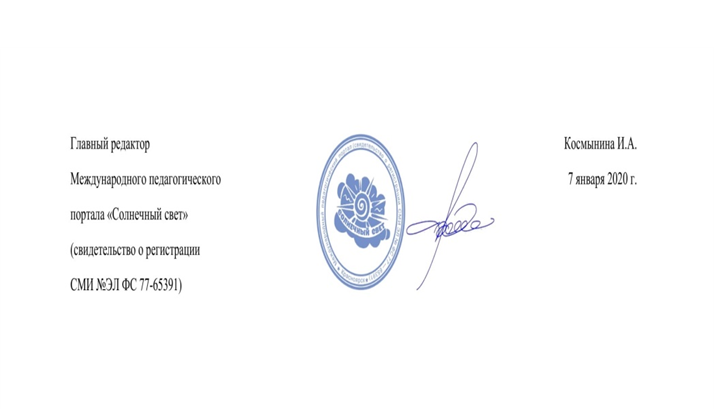 Главный редактор
Международного педагогического
портала «Солнечный свет»
(свидетельство о регистрации
СМИ №ЭЛ ФС 77-65391)
СОЛНЕЧНЫЙ СВЕТ
Космынина И.А.
7 января 2020 г.